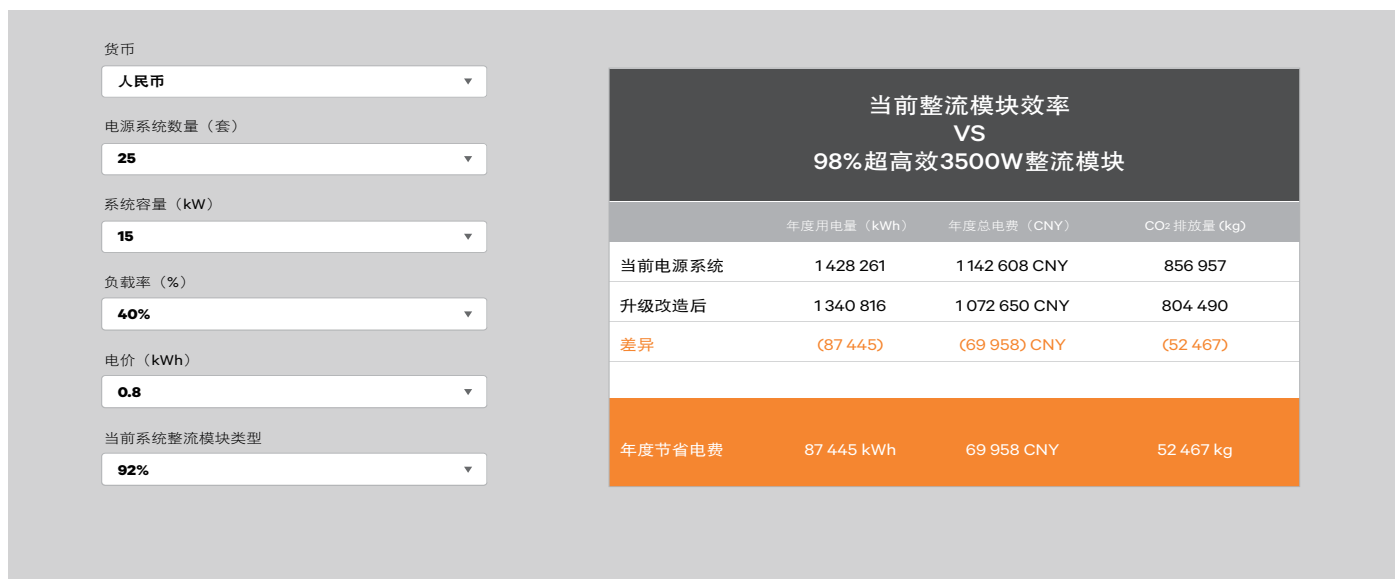 货币
人民币
电源系统数量（套）
25
系统容量（kW）
15
负载率（%）
40%
电价（kWh）
0.8
当前系统整流模块类型
92%
当前整流模块效率
VS
98%超高效3500W整流模块
年度用电量（kWh） 年度总电费（CNY） CO₂ 排放量 (kg)
当前电源系统 1 428 261 1 142 608 CNY 856 957
升级改造后 1 340 816 1 072 650 CNY 804 490
差异 (87 445) (69 958) CNY (52 467)
年度节省电费 87 445 kWh 69 958 CNY 52 467 kg